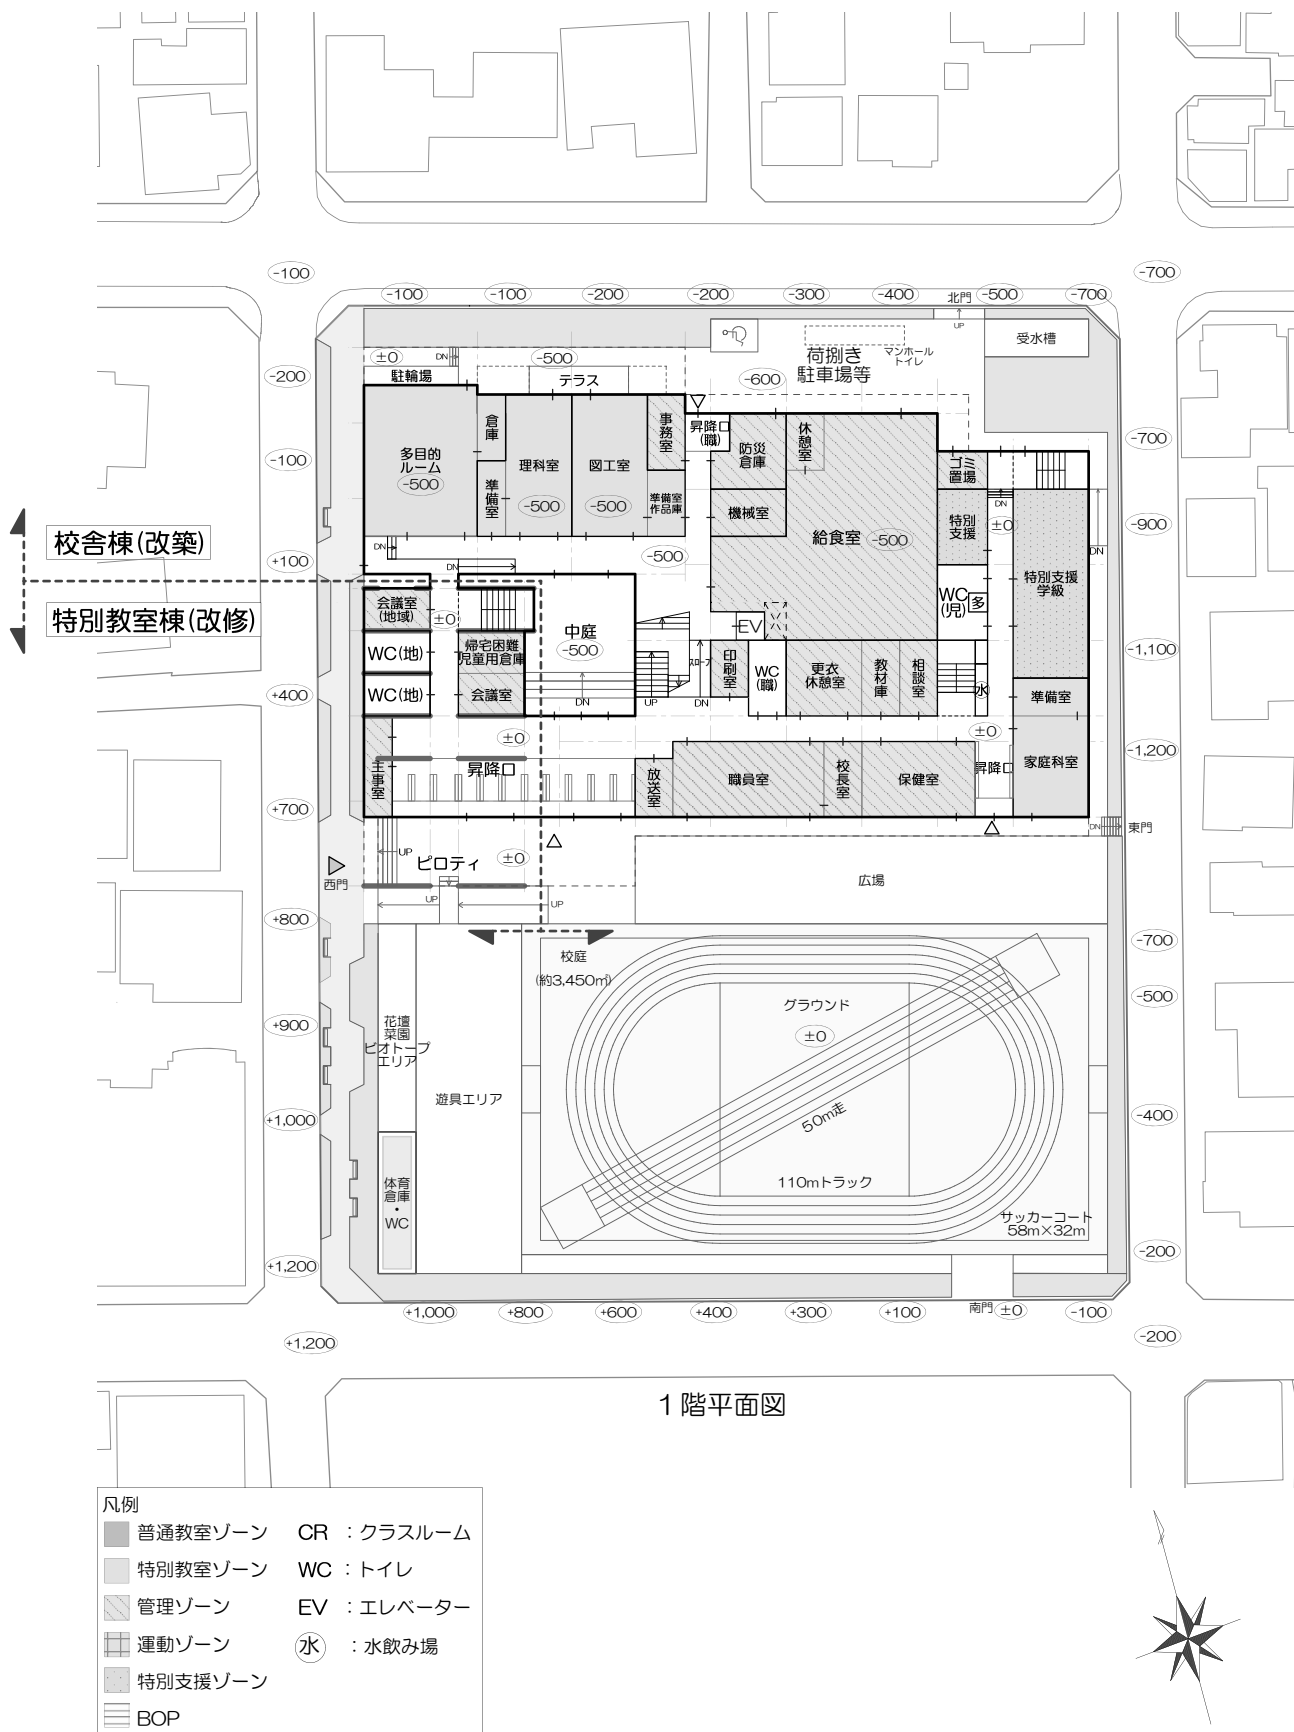 -100
-700
-100
-100
-200
-200
-300
-400
-500
-700
北門
UP
受水槽
荷捌き
駐車場等
マンホール
トイレ
±0
DN
-500
-200
駐輪場
テラス
-600
多目的
ルーム
-500
倉庫
準備室
理科室
-500
図工室
-500
事務室
準備室
作品庫
昇降口
(職)
防災
倉庫
休憩室
機械室
給食室
-500
ゴミ
置場
特別
支援
DN
±0
DN
特別支援
学級
-700
-100
-900
校舎棟(改築)
DN
DN
-500
+100
特別教室棟(改修)
会議室
(地域)
±0
WC(地)
帰宅困難
児童用倉庫
中庭
-500
WC
(児)
多
EV
-1,100
WC(地)
会議室
DN
UP
スロープ
DN
印刷室
WC
(職)
更衣
休憩室
教材庫
相談室
水
準備室
+400
±0
±0
-1,200
主事室
昇降口
放送室
職員室
校長室
保健室
昇降口
家庭科室
+700
UP
ピロティ
±0
DN
東門
西門
広場
UP
UP
+800
-700
校庭
(約3,450㎡)
グラウンド
±0
-500
+900
花壇
菜園
ビオトープ
エリア
遊具エリア
50m走
+1,000
-400
体育
倉庫
・
WC
110mトラック
サッカーコート
58m×32m
-200
+1,200
+1,000
+800
+600
+400
+300
+100
南門
±0
-100
+1,200
-200
1階平面図
凡例
普通教室ゾーン
CR ：クラスルーム
特別教室ゾーン
WC ：トイレ
管理ゾーン
EV ：エレベーター
運動ゾーン
水 ：水飲み場
特別支援ゾーン
BOP